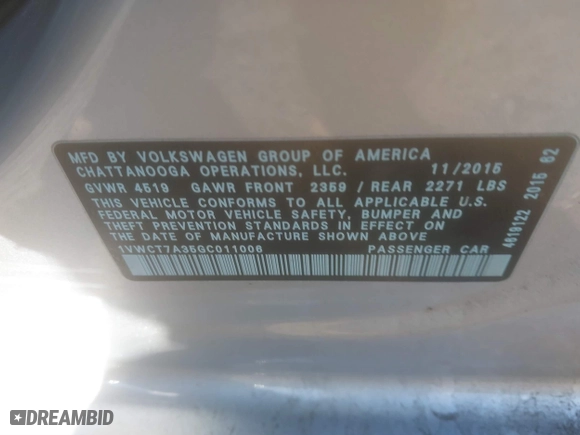 MFD BY VOLKSWAGEN GROUP OF AMERICA
CHATTANOOGA OPERATIONS, LLC. 11/2015
GVWR 4519 GAWR FRONT 2359 / REAR 2271 LBS
THIS VEHICLE CONFORMS TO ALL APPLICABLE U.S.
FEDERAL MOTOR VEHICLE SAFETY, BUMPER AND
THEFT PREVENTION STANDARDS IN EFFECT ON
THE DATE OF MANUFACTURE SHOWN ABOVE
1VWCT7A35GC011006 PASSENGER CAR
4619122 2015 62
DREAMBID